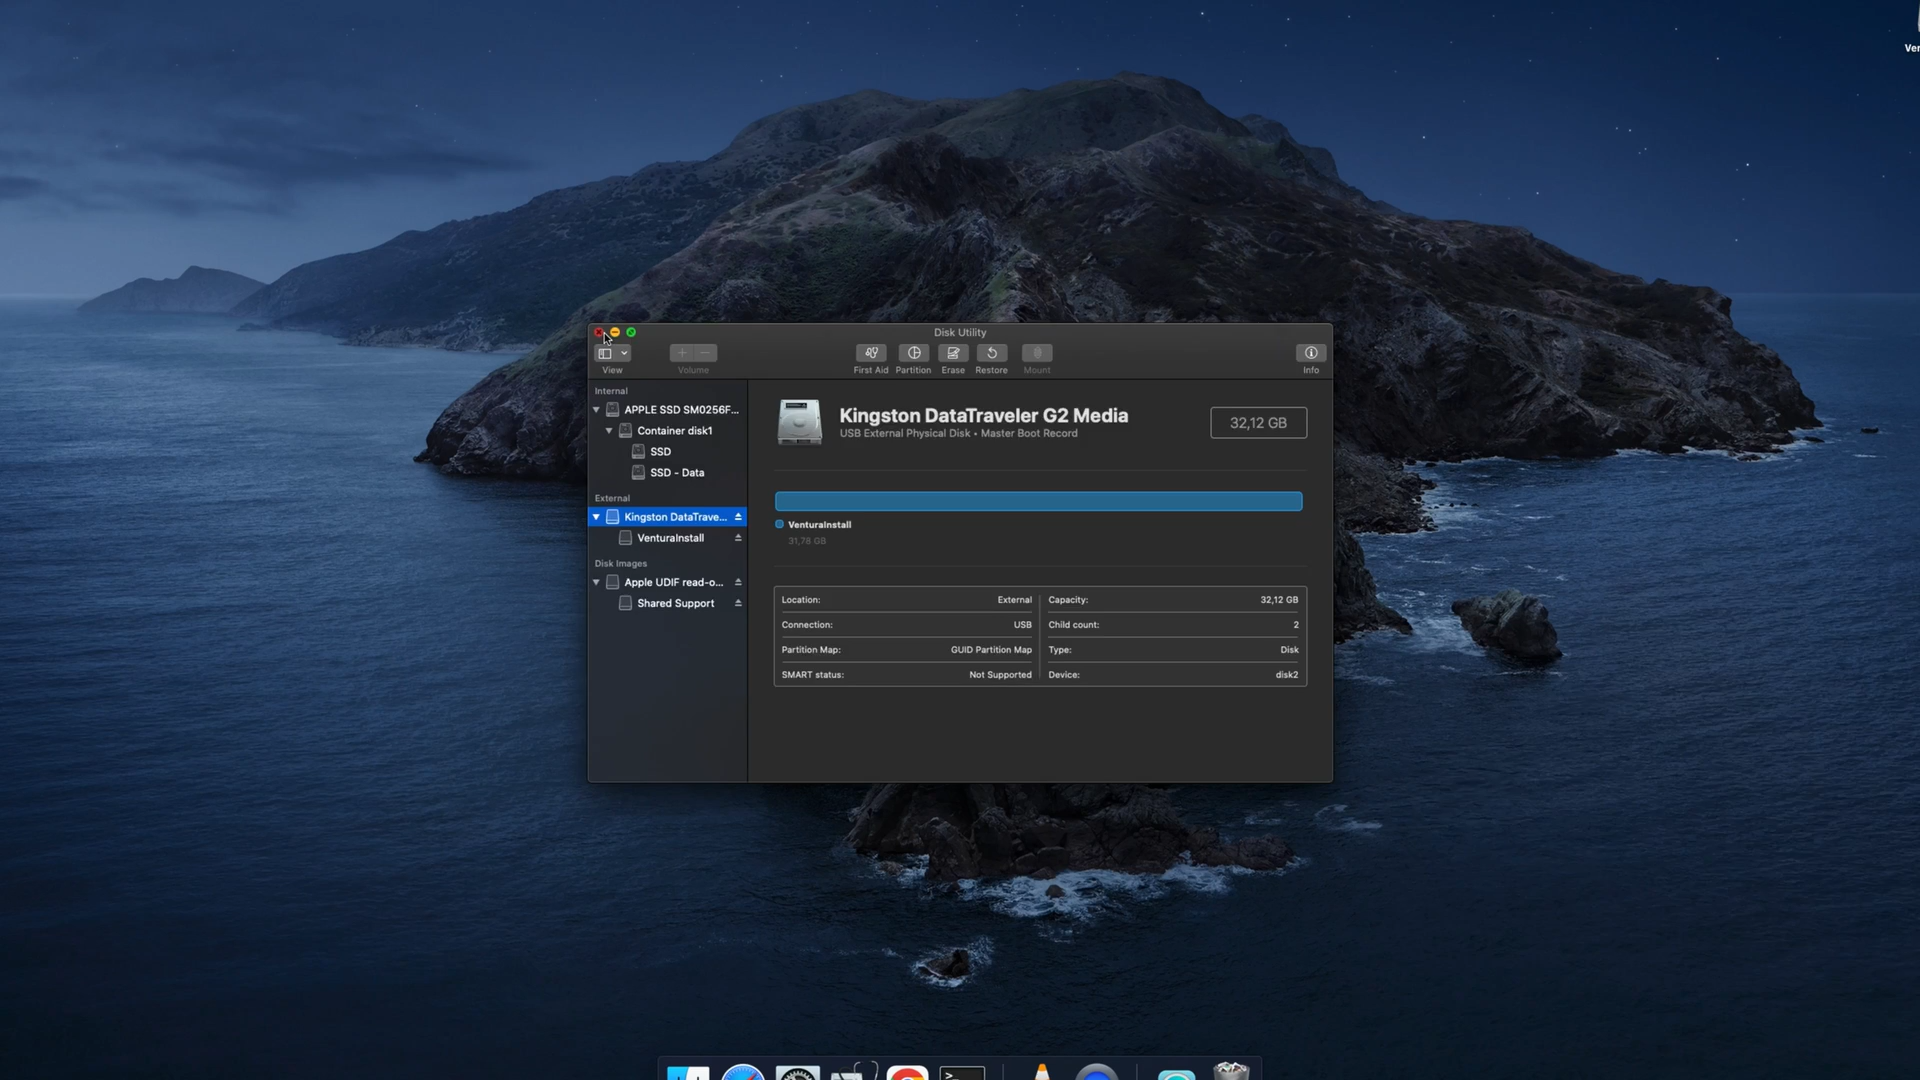 Ver
Disk Utility
View
Volume
First Aid
Partition
Erase
Restore
Mount
Info
Internal
APPLE SSD SM0256F...
Container disk1
SSD
SSD - Data
External
Kingston DataTrave...
VenturaInstall
Disk Images
Apple UDIF read-o...
Shared Support
Kingston DataTraveler G2 Media
USB External Physical Disk • Master Boot Record
32,12 GB
VenturaInstall
31,78 GB
Location: External
Capacity: 32,12 GB
Connection: USB
Child count: 2
Partition Map: GUID Partition Map
Type: Disk
SMART status: Not Supported
Device: disk2